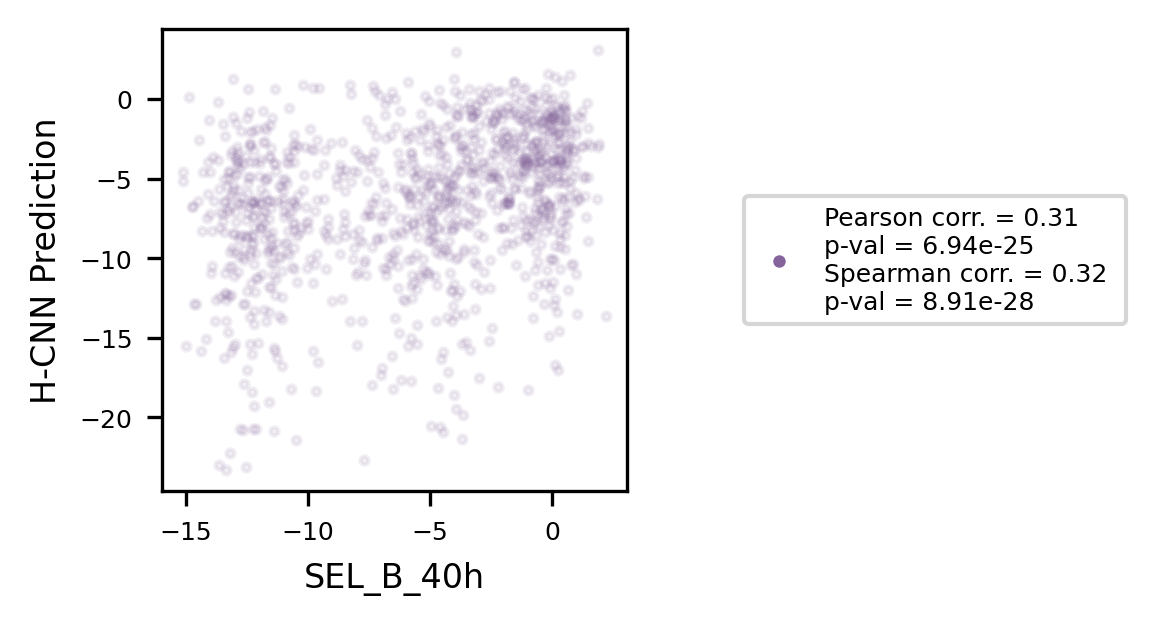 0
−5
−10
−15
−20
H-CNN Prediction
−15
−10
−5
0
SEL_B_40h
Pearson corr. = 0.31
p-val = 6.94e-25
Spearman corr. = 0.32
p-val = 8.91e-28